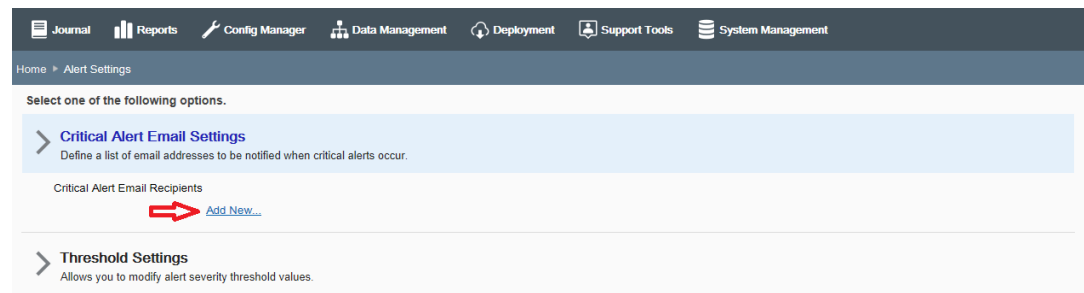 Journal Reports Config Manager Data Management Deployment Support Tools System Management
Home ▸ Alert Settings
Select one of the following options.
Critical Alert Email Settings
Define a list of email addresses to be notified when critical alerts occur.
Critical Alert Email Recipients
Add New...
Threshold Settings
Allows you to modify alert severity threshold values.